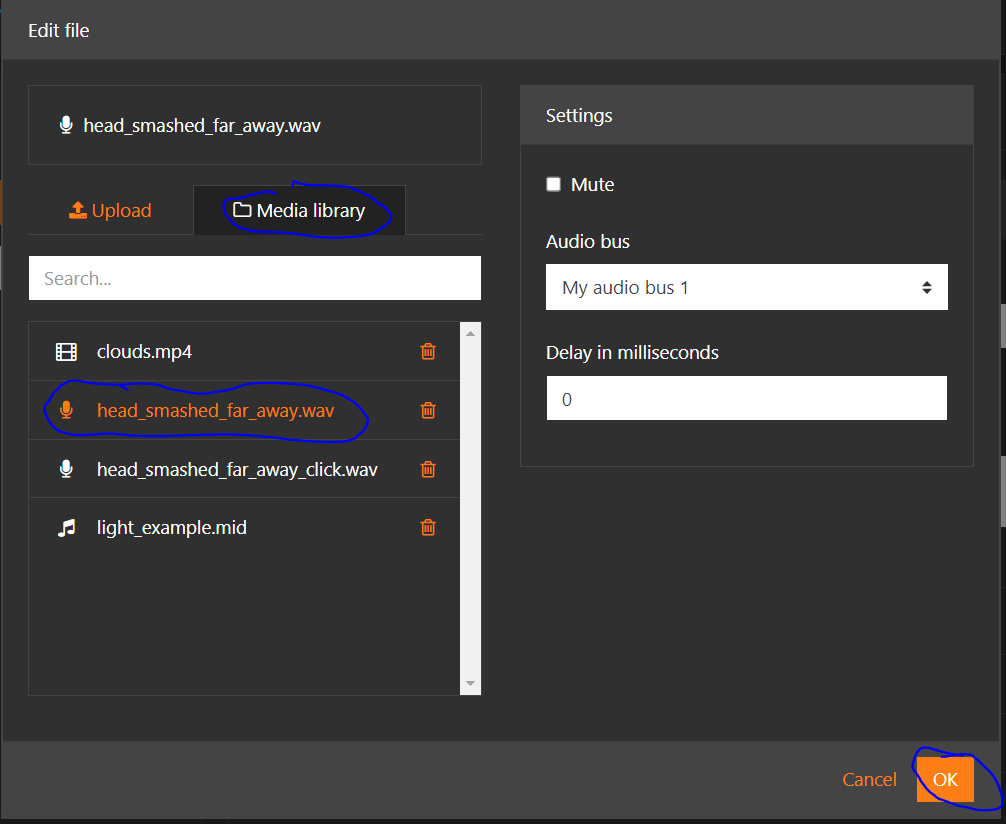 Edit file
head_smashed_far_away.wav
Upload
Media library
Search...
clouds.mp4
head_smashed_far_away.wav
head_smashed_far_away_click.wav
light_example.mid
Settings
Mute
Audio bus
My audio bus 1
Delay in milliseconds
0
Cancel
OK